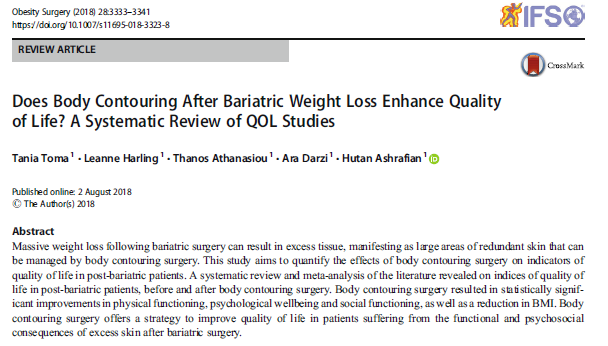 Obesity Surgery (2018) 28:3333–3341
https://doi.org/10.1007/s11695-018-3323-8
IFSO
REVIEW ARTICLE
CrossMark
Does Body Contouring After Bariatric Weight Loss Enhance Quality
of Life? A Systematic Review of QOL Studies
Tania Toma 1 · Leanne Harling 1 · Thanos Athanasiou 1 · Ara Darzi 1 · Hutan Ashrafian 1 iD
Published online: 2 August 2018
© The Author(s) 2018
Abstract
Massive weight loss following bariatric surgery can result in excess tissue, manifesting as large areas of redundant skin that can
be managed by body contouring surgery. This study aims to quantify the effects of body contouring surgery on indicators of
quality of life in post-bariatric patients. A systematic review and meta-analysis of the literature revealed on indices of quality of
life in post-bariatric patients, before and after body contouring surgery. Body contouring surgery resulted in statistically signif-
icant improvements in physical functioning, psychological wellbeing and social functioning, as well as a reduction in BMI. Body
contouring surgery offers a strategy to improve quality of life in patients suffering from the functional and psychosocial
consequences of excess skin after bariatric surgery.